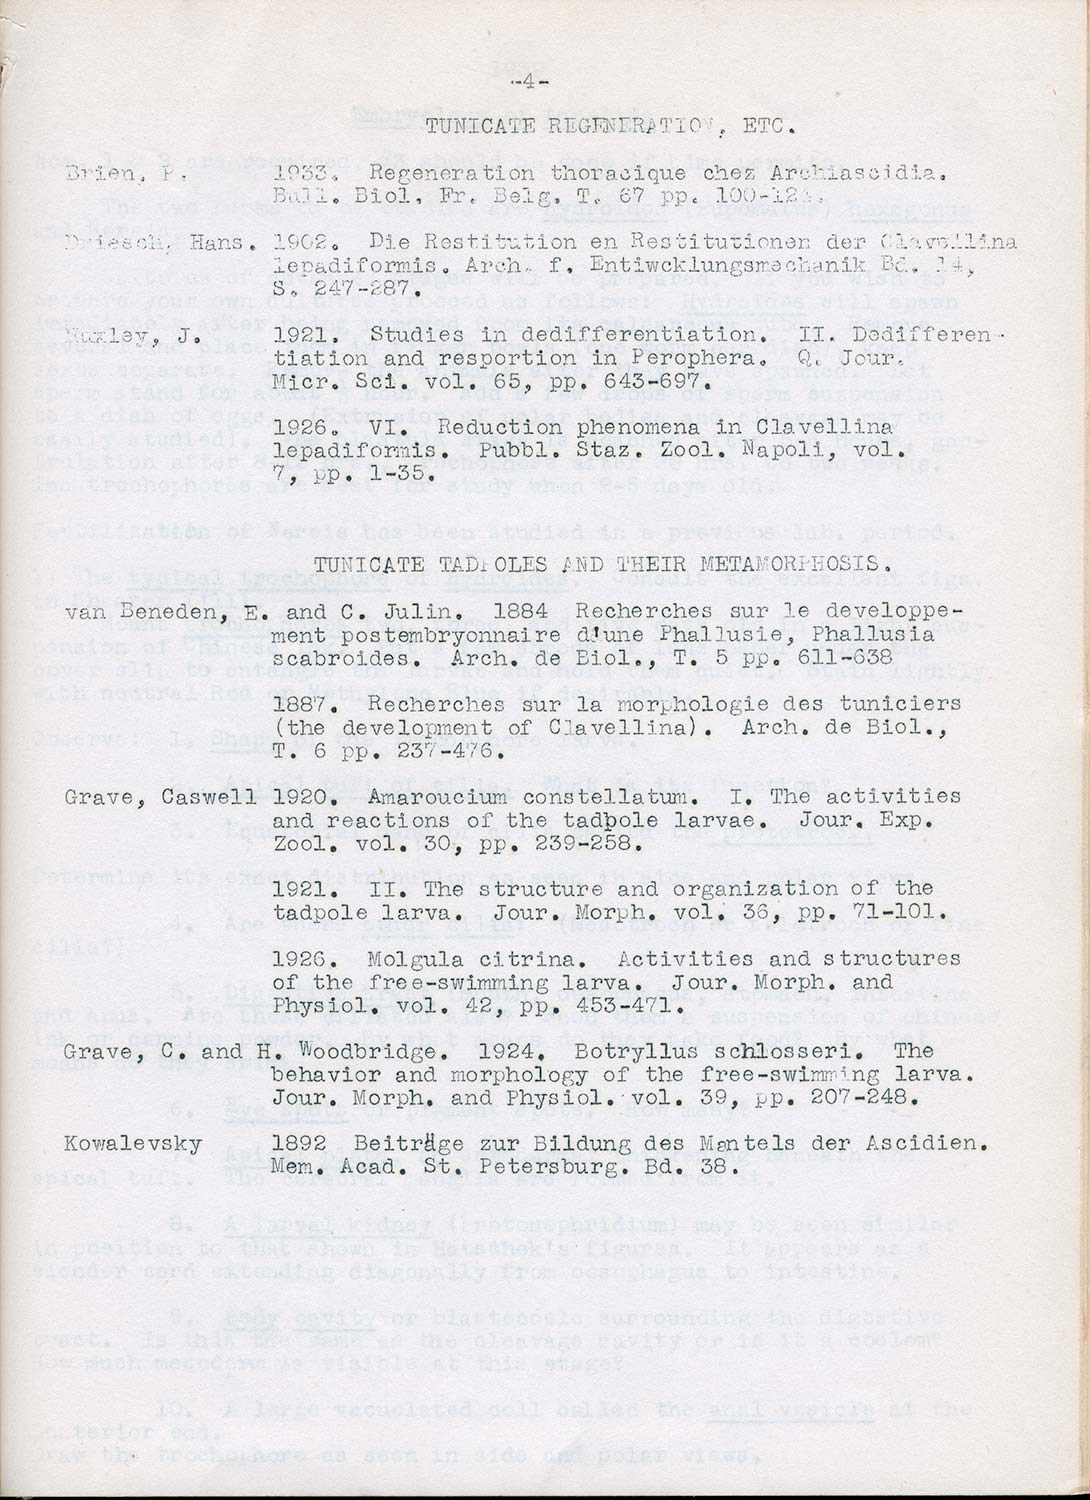 -4-
TUNICATE REGENERATION, ETC.
Brien, P. 1933. Regeneration thoracique chez Archiascidia.
Bull. Biol. Fr. Belg. T. 67 pp. 100-124.
Driesch, Hans. 1902. Die Restitution en Restitutionen der Clavellina
lepadiformis. Arch. f. Entiwcklungsmechanik Bd. 14,
S. 247-287.
Huxley, J. 1921. Studies in dedifferentiation. II. Dedifferen-
tiation and resportion in Perophera. Q. Jour.
Micr. Sci. vol. 65, pp. 643-697.
1926. VI. Reduction phenomena in Clavellina
lepadiformis. Pubbl. Staz. Zool. Napoli, vol.
7, pp. 1-35.
TUNICATE TADPOLES AND THEIR METAMORPHOSIS.
van Beneden, E. and C. Julin. 1884 Recherches sur le developpe-
ment postembryonnaire d'une Phallusie, Phallusia
scabroides. Arch. de Biol., T. 5 pp. 611-638
1887. Recherches sur la morphologie des tuniciers
(the development of Clavellina). Arch. de Biol.,
T. 6 pp. 237-476.
Grave, Caswell 1920. Amaroucium constellatum. I. The activities
and reactions of the tadpole larvae. Jour. Exp.
Zool. vol. 30, pp. 239-258.
1921. II. The structure and organization of the
tadpole larva. Jour. Morph. vol. 36, pp. 71-101.
1926. Molgula citrina. Activities and structures
of the free-swimming larva. Jour. Morph. and
Physiol. vol. 42, pp. 453-471.
Grave, C. and H. Woodbridge. 1924. Botryllus schlosseri. The
behavior and morphology of the free-swimming larva.
Jour. Morph. and Physiol. vol. 39, pp. 207-248.
Kowalevsky 1892 Beiträge zur Bildung des Mantels der Ascidien.
Mem. Acad. St. Petersburg. Bd. 38.